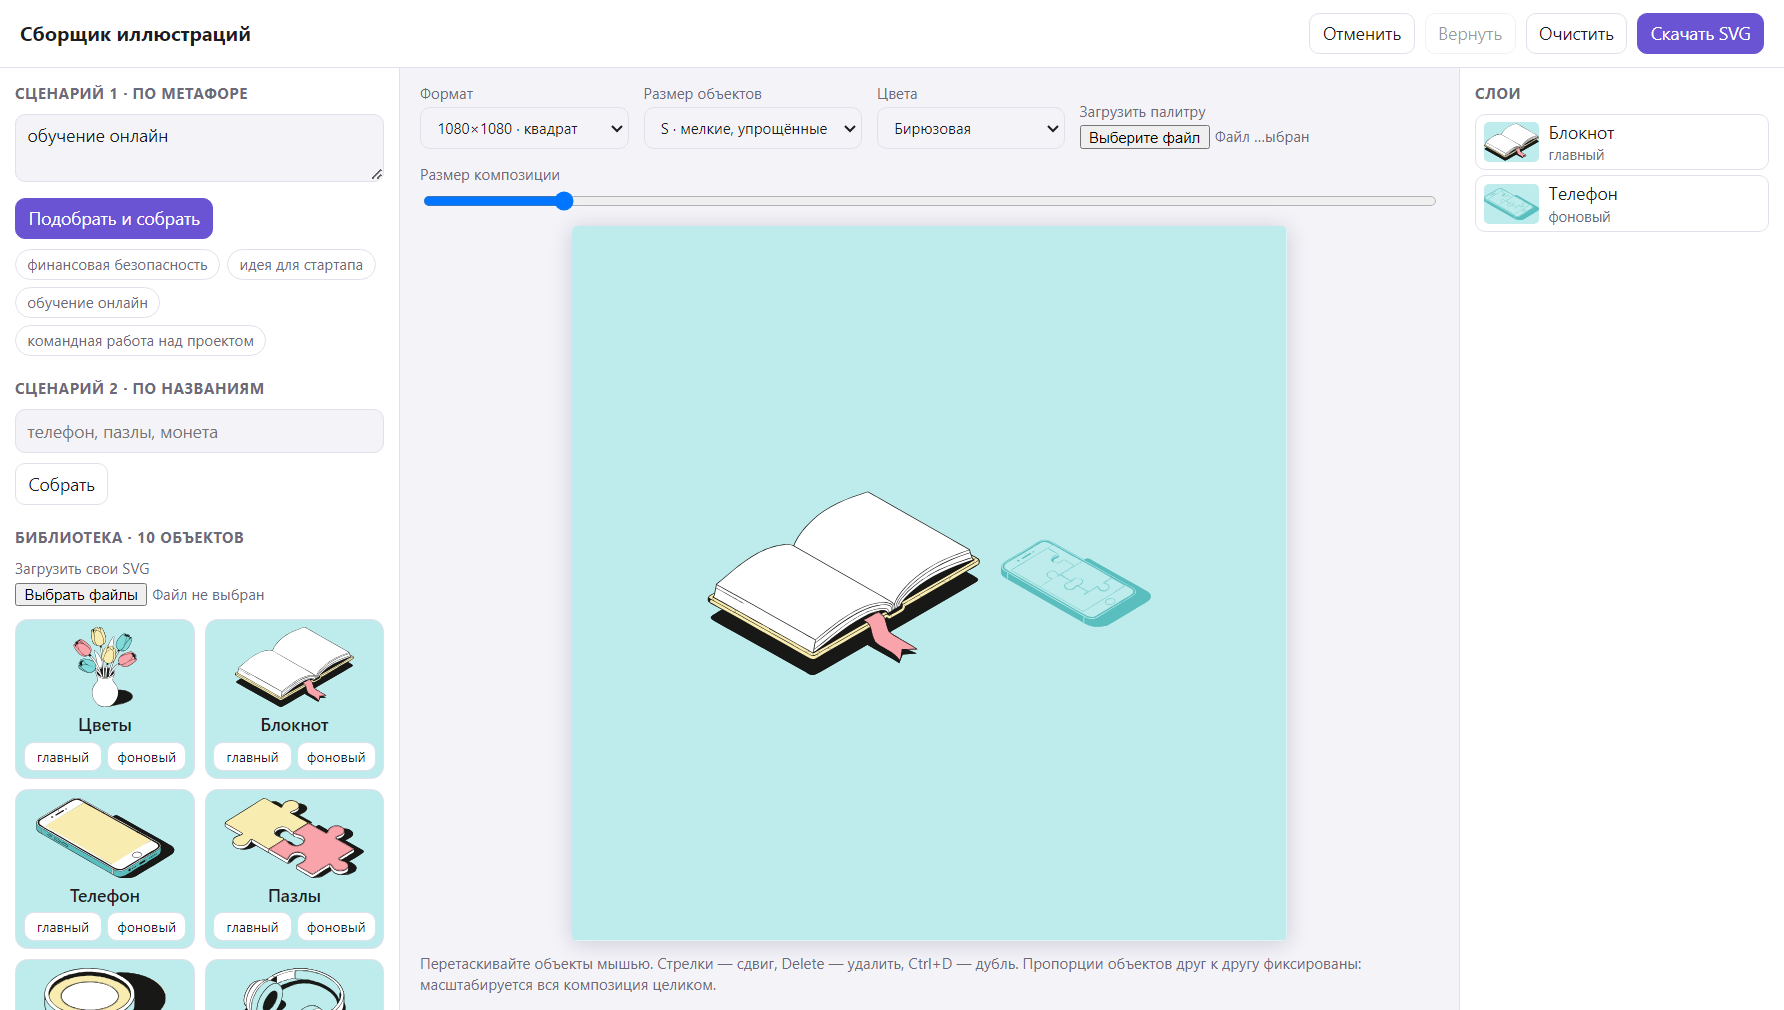 Сборщик иллюстраций
Отменить
Вернуть
Очистить
Скачать SVG
СЦЕНАРИЙ 1 · ПО МЕТАФОРЕ
обучение онлайн
Подобрать и собрать
финансовая безопасность
идея для стартапа
обучение онлайн
командная работа над проектом
СЦЕНАРИЙ 2 · ПО НАЗВАНИЯМ
телефон, пазлы, монета
Собрать
БИБЛИОТЕКА · 10 ОБЪЕКТОВ
Загрузить свои SVG
Выбрать файлы Файл не выбран
Цветы
главный фоновый
Блокнот
главный фоновый
Телефон
главный фоновый
Пазлы
главный фоновый
Формат
1080×1080 · квадрат
Размер объектов
S · мелкие, упрощённые
Цвета
Бирюзовая
Загрузить палитру
Выберите файл Файл ...ыбран
Размер композиции
Перетаскивайте объекты мышью. Стрелки — сдвиг, Delete — удалить, Ctrl+D — дубль. Пропорции объектов друг к другу фиксированы:
масштабируется вся композиция целиком.
СЛОИ
Блокнот
главный
Телефон
фоновый